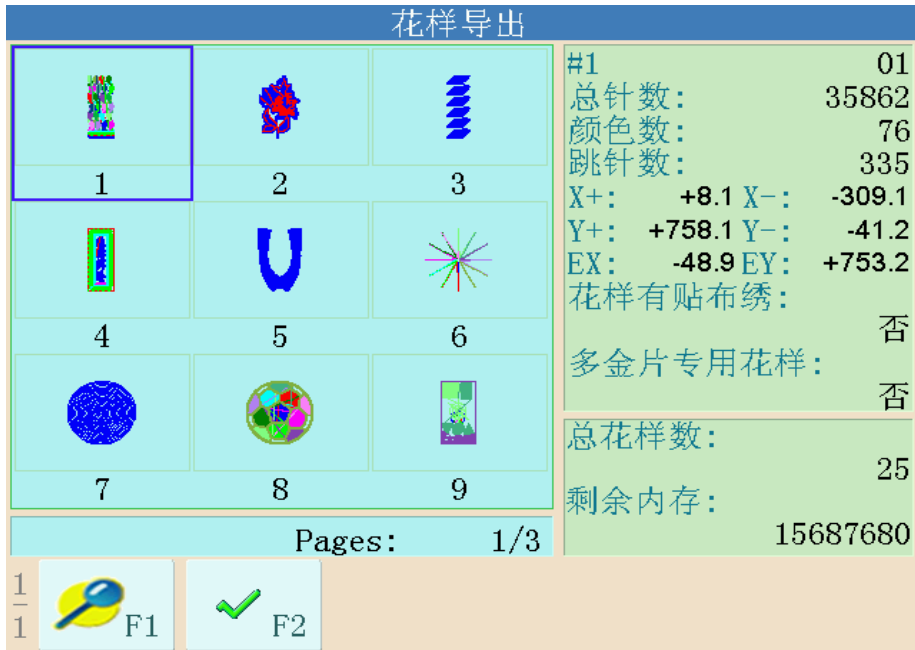 花样导出
1 2 3
4 5 6
7 8 9
Pages: 1/3
#1 01
总针数: 35862
颜色数: 76
跳针数: 335
X+: +8.1 X-: -309.1
Y+: +758.1 Y-: -41.2
EX: -48.9 EY: +753.2
花样有贴布绣:
否
多金片专用花样:
否
总花样数:
25
剩余内存:
15687680
1
1
F1 F2